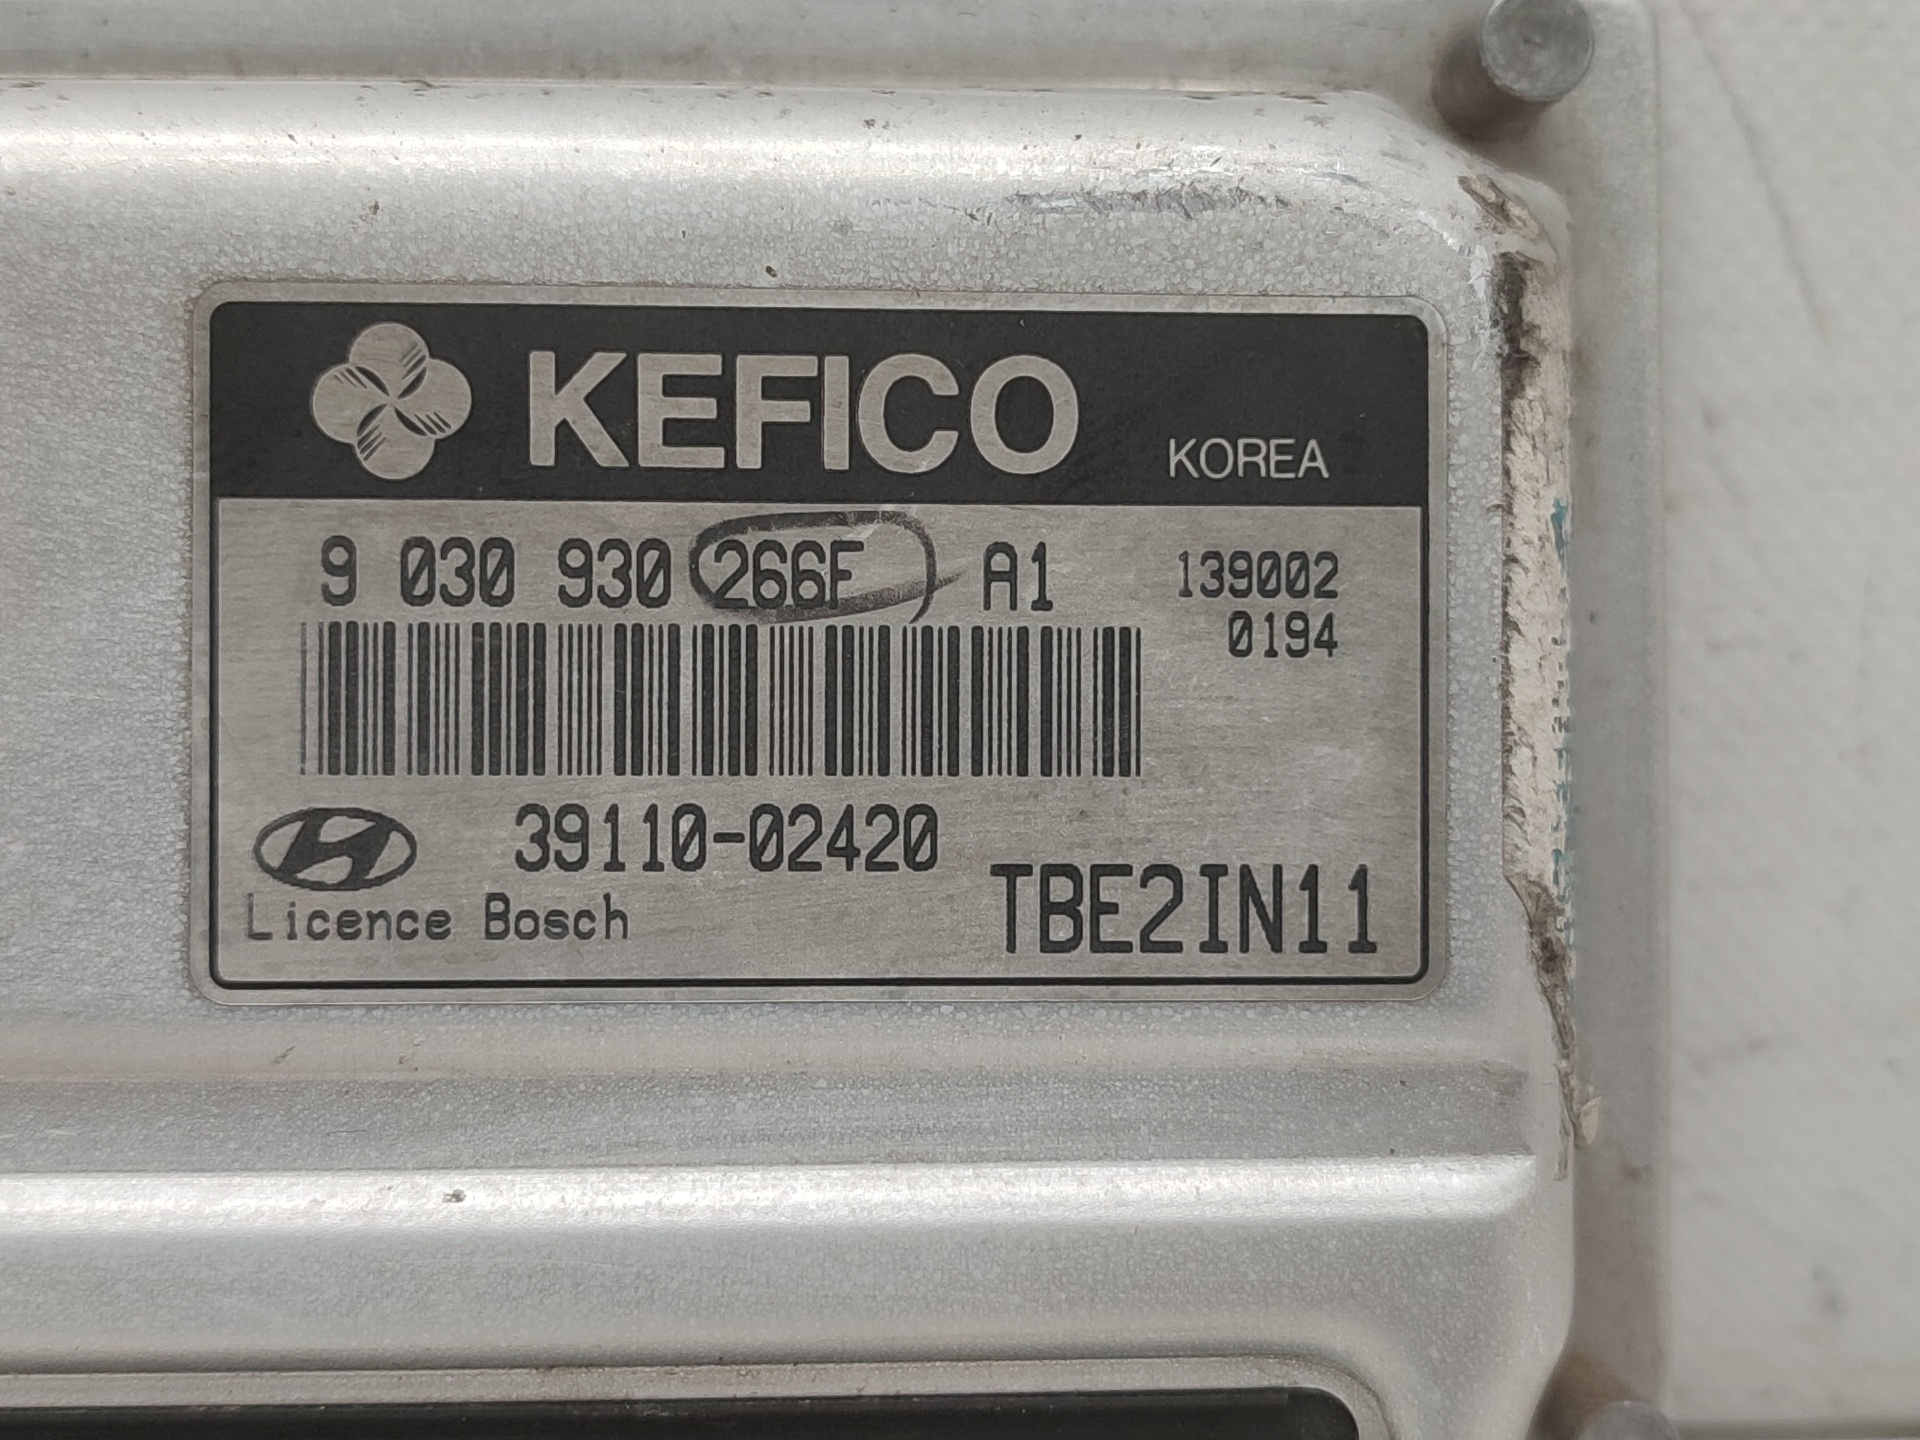 KEFICO KOREA
9 030 930 266F A1 139002
0194
39110-02420
Licence Bosch TBE2IN11